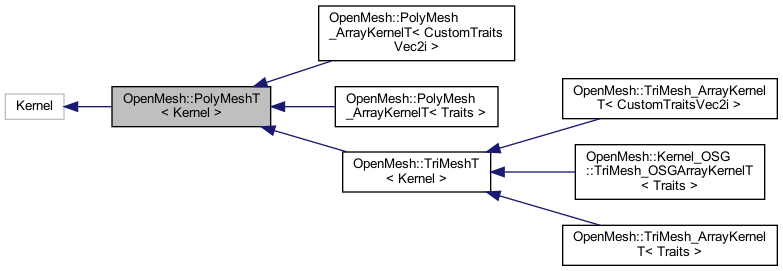 Kernel
OpenMesh::PolyMeshT
< Kernel >
OpenMesh::PolyMesh
_ArrayKernelT< CustomTraits
Vec2i >
OpenMesh::PolyMesh
_ArrayKernelT< Traits >
OpenMesh::TriMeshT
< Kernel >
OpenMesh::TriMesh_ArrayKernel
T< CustomTraitsVec2i >
OpenMesh::Kernel_OSG
::TriMesh_OSGArrayKernelT
< Traits >
OpenMesh::TriMesh_ArrayKernel
T< Traits >